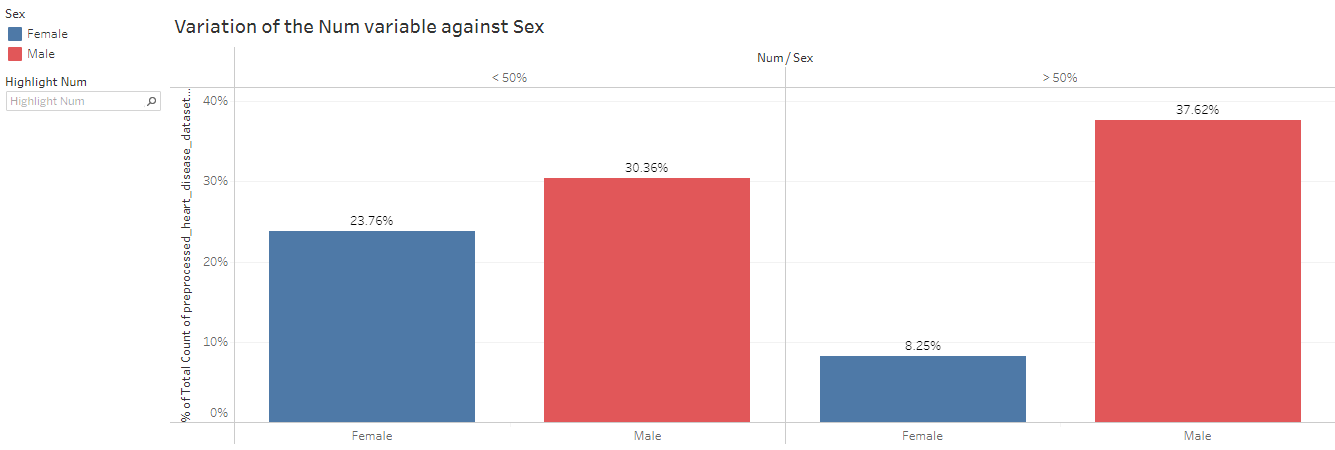 Sex
Female
Male
Highlight Num
Highlight Num
Variation of the Num variable against Sex
Num / Sex
< 50%
> 50%
% of Total Count of preprocessed_heart_disease_dataset...
40%
30%
20%
10%
0%
23.76%
30.36%
8.25%
37.62%
Female
Male
Female
Male